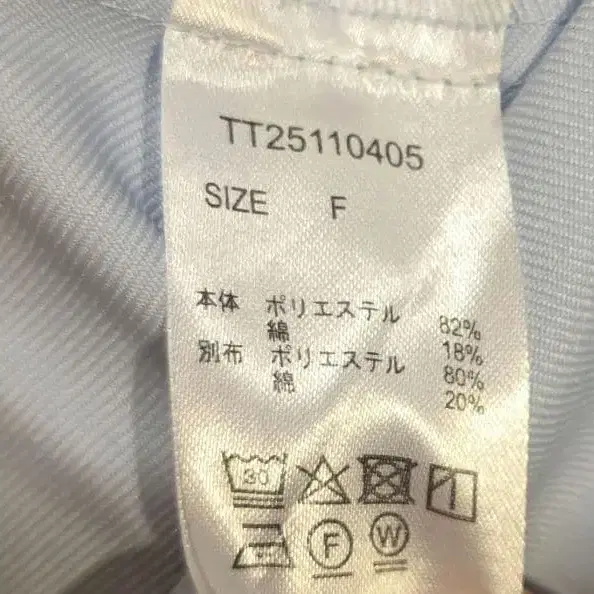 TT25110405
SIZE F
本体 ポリエステル 82%
綿 18%
別布 ポリエステル 80%
綿 20%
30
F W